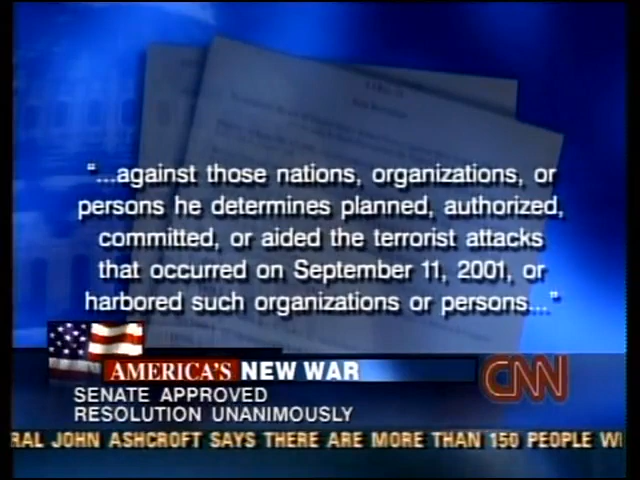 “...against those nations, organizations, or
persons he determines planned, authorized,
committed, or aided the terrorist attacks
that occurred on September 11, 2001, or
harbored such organizations or persons...”
AMERICA'S NEW WAR
CNN
SENATE APPROVED
RESOLUTION UNANIMOUSLY
RAL JOHN ASHCROFT SAYS THERE ARE MORE THAN 150 PEOPLE WI